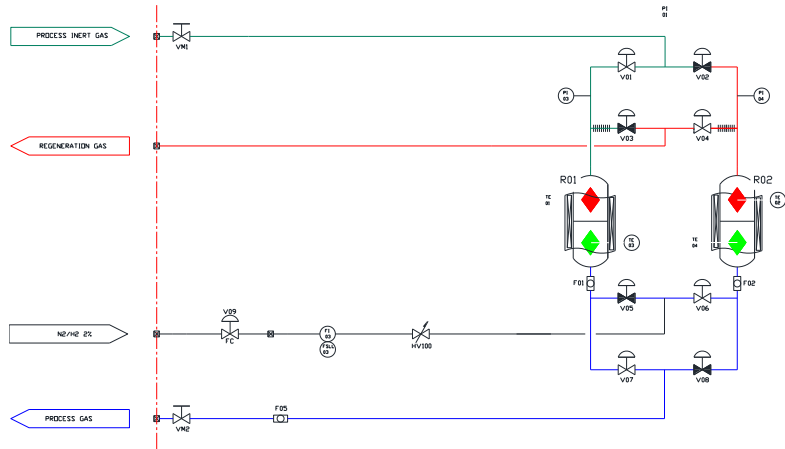 PI
01
PROCESS INERT GAS
VM1
V01
V02
PI
03
PI
04
V03
V04
REGENERATION GAS
R01
R02
TE
01
TE
02
TE
03
TE
04
F01
F02
V05
V06
V09
FC
N2/H2 2%
FI
03
FSLL
03
HV100
V07
V08
F05
PROCESS GAS
VM2